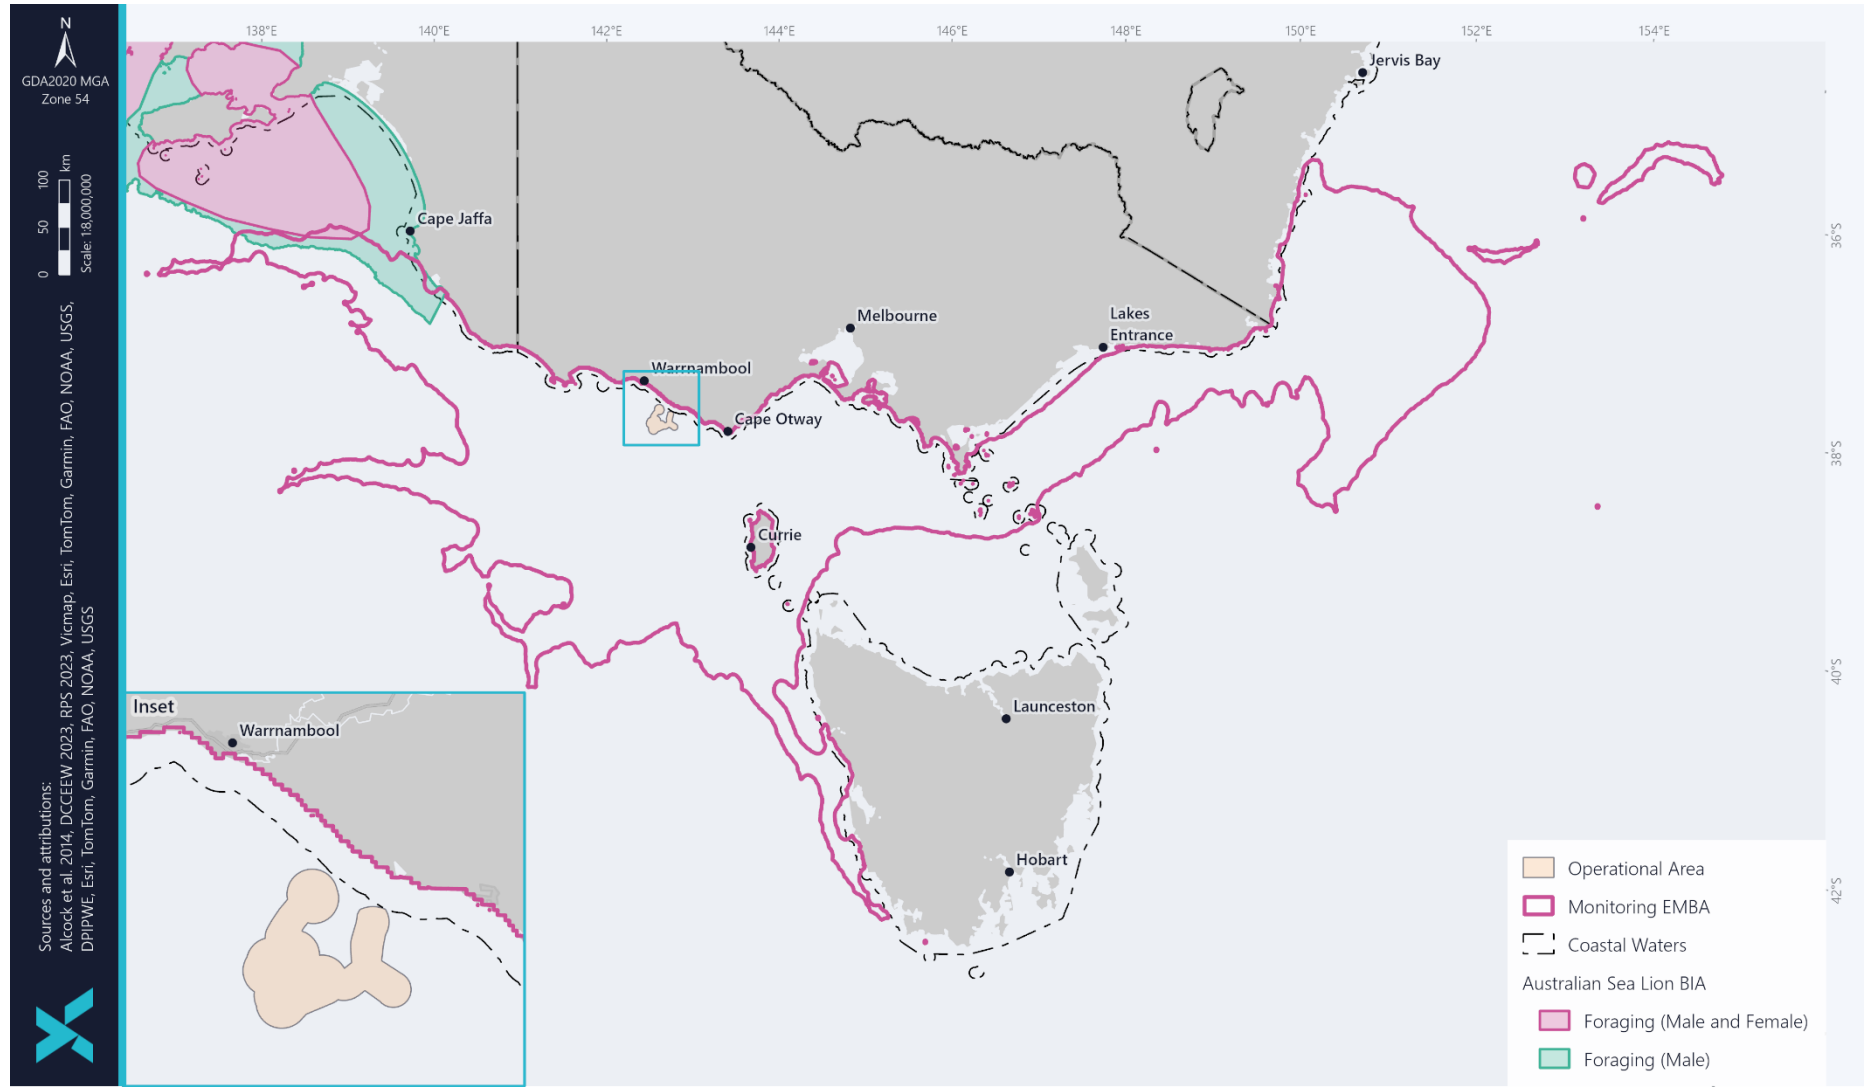 N
GDA2020 MGA
Zone 54
0 50 100 km
Scale: 1:8,000,000
Sources and attributions:
Alcock et al. 2014, DCCEEW 2023, RPS 2023, Vicmap, Esri, TomTom, Garmin, FAO, NOAA, USGS,
DPIPWE, Esri, TomTom, Garmin, FAO, NOAA, USGS
138°E 140°E 142°E 144°E 146°E 148°E 150°E 152°E 154°E
36°S
38°S
40°S
42°S
Jervis Bay
Cape Jaffa
Melbourne
Lakes
Entrance
Warrnambool
Cape Otway
Currie
Launceston
Hobart
Inset
Warrnambool
Operational Area
Monitoring EMBA
Coastal Waters
Australian Sea Lion BIA
Foraging (Male and Female)
Foraging (Male)